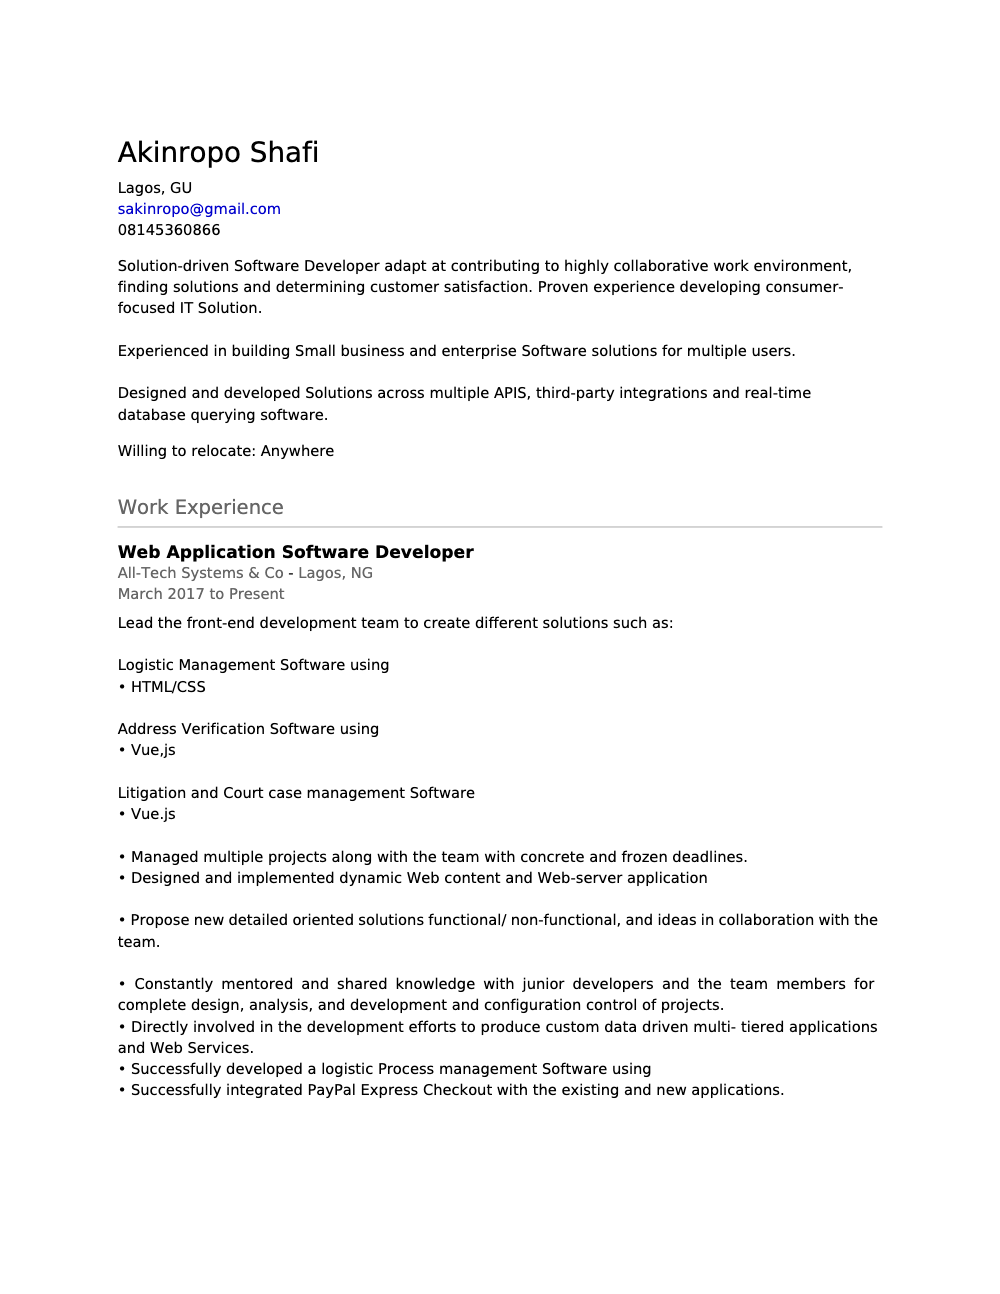 Akinropo Shafi
Lagos, GU
sakinropo@gmail.com
08145360866
Solution-driven Software Developer adapt at contributing to highly collaborative work environment,
finding solutions and determining customer satisfaction. Proven experience developing consumer-
focused IT Solution.
Experienced in building Small business and enterprise Software solutions for multiple users.
Designed and developed Solutions across multiple APIS, third-party integrations and real-time
database querying software.
Willing to relocate: Anywhere
Work Experience
Web Application Software Developer
All-Tech Systems & Co - Lagos, NG
March 2017 to Present
Lead the front-end development team to create different solutions such as:
Logistic Management Software using
• HTML/CSS
Address Verification Software using
• Vue,js
Litigation and Court case management Software
• Vue.js
• Managed multiple projects along with the team with concrete and frozen deadlines.
• Designed and implemented dynamic Web content and Web-server application
• Propose new detailed oriented solutions functional/ non-functional, and ideas in collaboration with the
team.
• Constantly mentored and shared knowledge with junior developers and the team members for
complete design, analysis, and development and configuration control of projects.
• Directly involved in the development efforts to produce custom data driven multi- tiered applications
and Web Services.
• Successfully developed a logistic Process management Software using
• Successfully integrated PayPal Express Checkout with the existing and new applications.